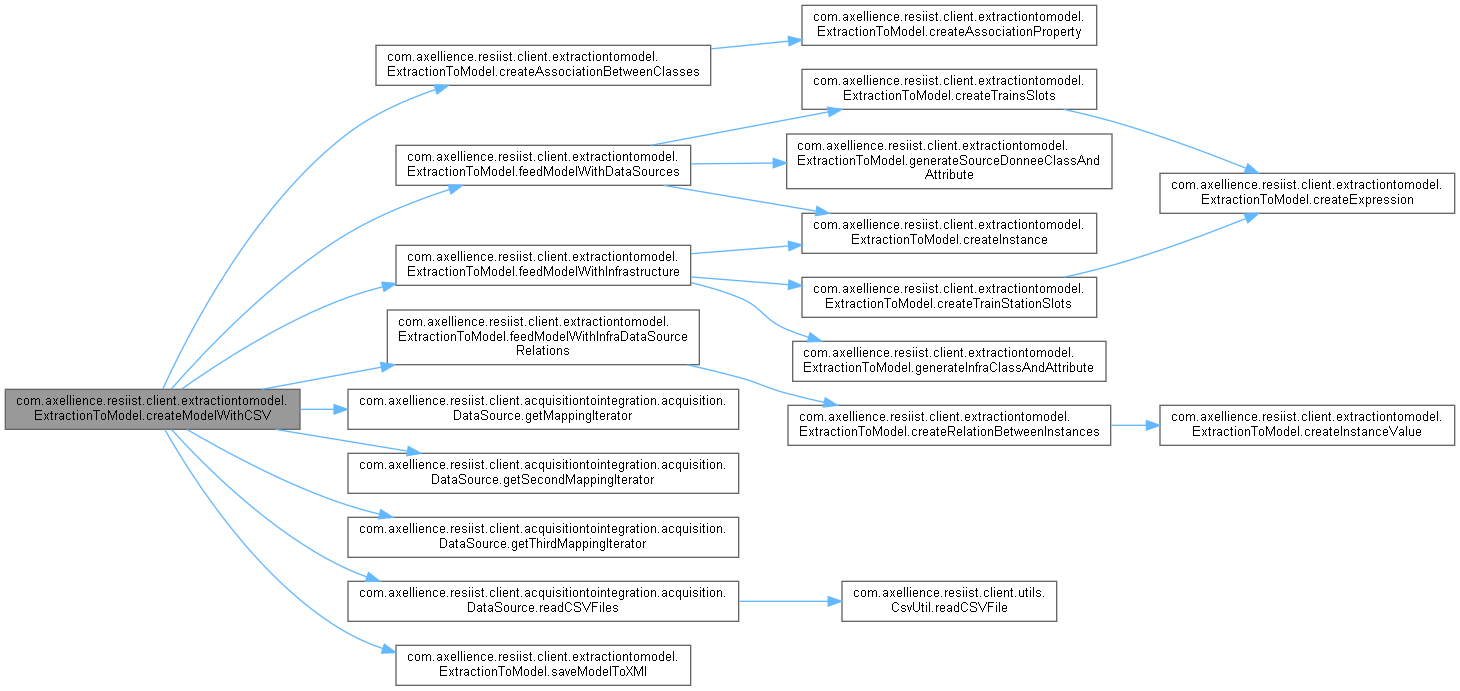 com.axellience.resiist.client.extractiontomodel.
ExtractionToModel.createModelWithCSV
com.axellience.resiist.client.extractiontomodel.
ExtractionToModel.createAssociationBetweenClasses
com.axellience.resiist.client.extractiontomodel.
ExtractionToModel.createAssociationProperty
com.axellience.resiist.client.extractiontomodel.
ExtractionToModel.feedModelWithDataSources
com.axellience.resiist.client.extractiontomodel.
ExtractionToModel.createTrainsSlots
com.axellience.resiist.client.extractiontomodel.
ExtractionToModel.generateSourceDonneeClassAnd
Attribute
com.axellience.resiist.client.extractiontomodel.
ExtractionToModel.createInstance
com.axellience.resiist.client.extractiontomodel.
ExtractionToModel.createExpression
com.axellience.resiist.client.extractiontomodel.
ExtractionToModel.feedModelWithInfrastructure
com.axellience.resiist.client.extractiontomodel.
ExtractionToModel.createTrainStationSlots
com.axellience.resiist.client.extractiontomodel.
ExtractionToModel.generateInfraClassAndAttribute
com.axellience.resiist.client.extractiontomodel.
ExtractionToModel.feedModelWithInfraDataSource
Relations
com.axellience.resiist.client.extractiontomodel.
ExtractionToModel.createRelationBetweenInstances
com.axellience.resiist.client.extractiontomodel.
ExtractionToModel.createInstanceValue
com.axellience.resiist.client.acquisitiontointegration.acquisition.
DataSource.getMappingIterator
com.axellience.resiist.client.acquisitiontointegration.acquisition.
DataSource.getSecondMappingIterator
com.axellience.resiist.client.acquisitiontointegration.acquisition.
DataSource.getThirdMappingIterator
com.axellience.resiist.client.acquisitiontointegration.acquisition.
DataSource.readCSVFiles
com.axellience.resiist.client.utils.
CsvUtil.readCSVFile
com.axellience.resiist.client.extractiontomodel.
ExtractionToModel.saveModelToXMI